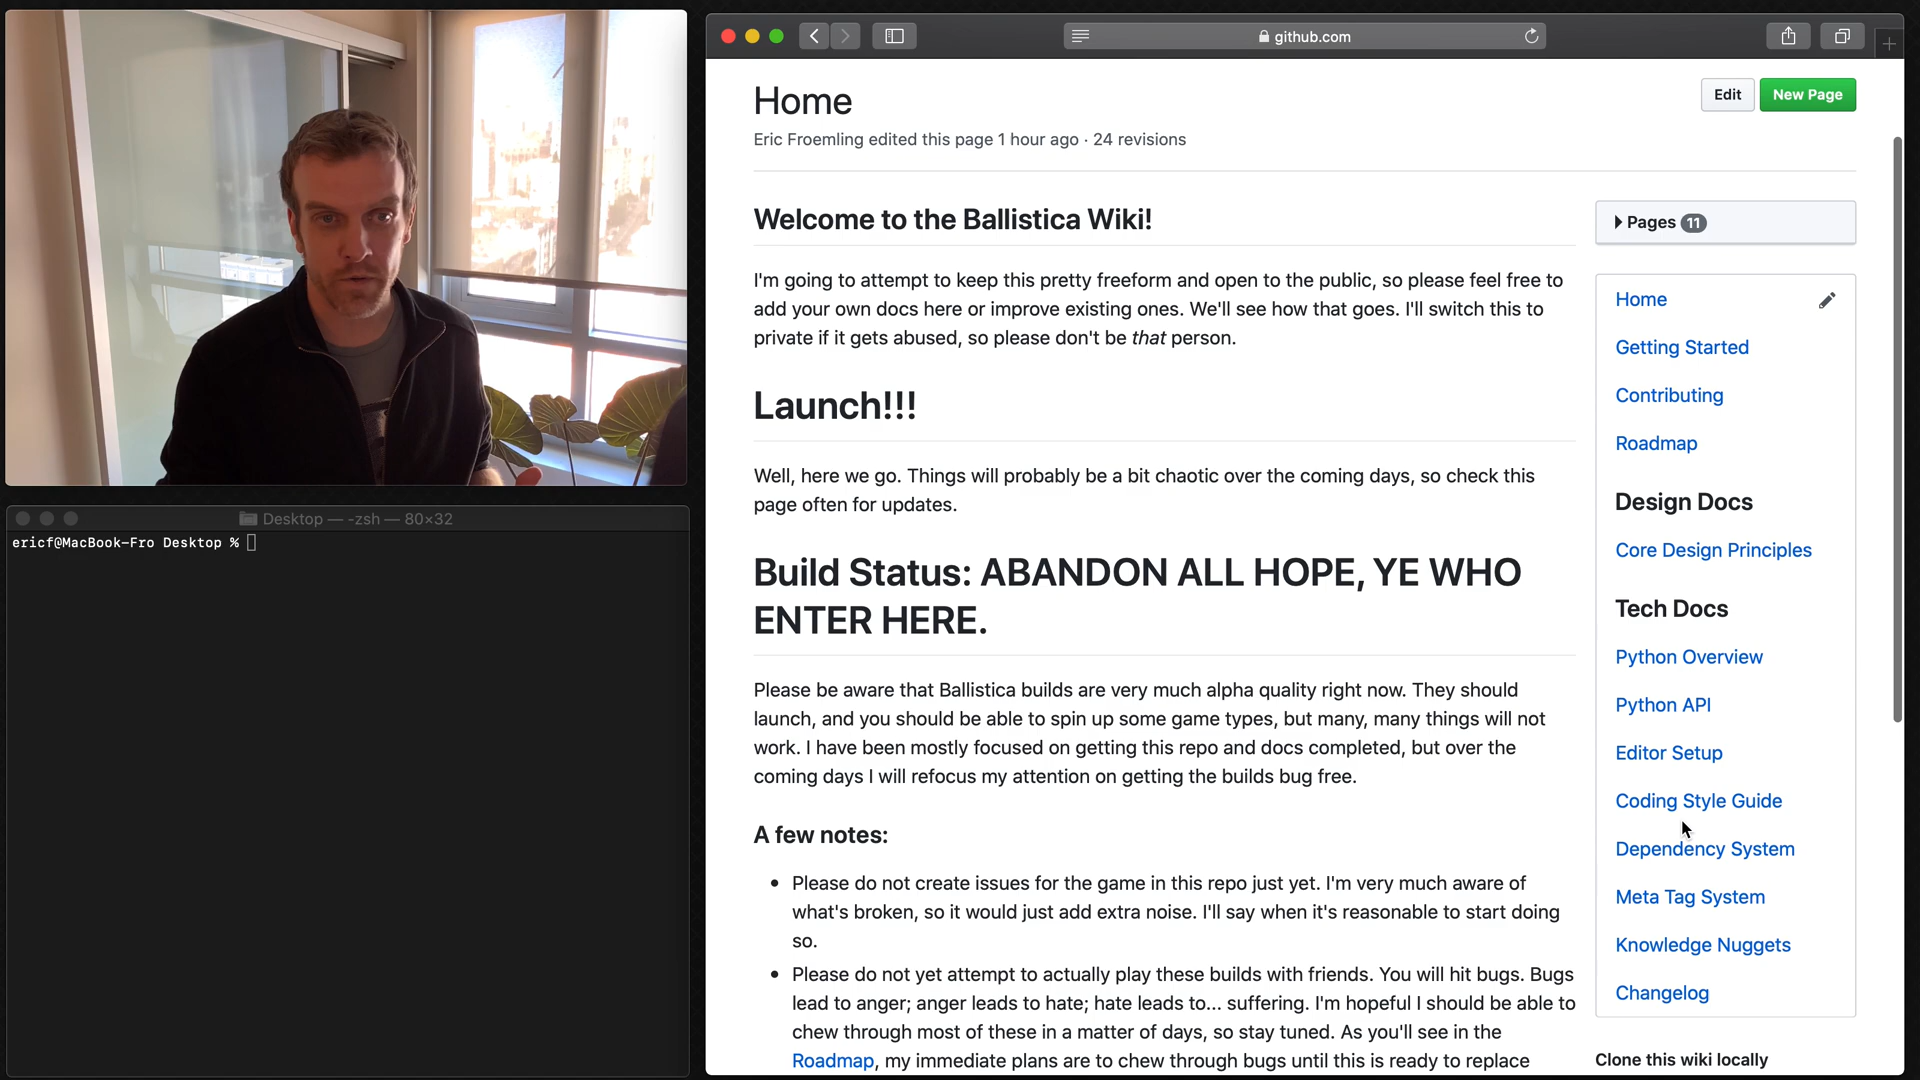 Desktop — -zsh — 80×32
ericf@MacBook-Fro Desktop %
github.com
Home
Edit
New Page
Eric Froemling edited this page 1 hour ago · 24 revisions
Welcome to the Ballistica Wiki!
I'm going to attempt to keep this pretty freeform and open to the public, so please feel free to
add your own docs here or improve existing ones. We'll see how that goes. I'll switch this to
private if it gets abused, so please don't be that person.
Launch!!!
Well, here we go. Things will probably be a bit chaotic over the coming days, so check this
page often for updates.
Build Status: ABANDON ALL HOPE, YE WHO
ENTER HERE.
Please be aware that Ballistica builds are very much alpha quality right now. They should
launch, and you should be able to spin up some game types, but many, many things will not
work. I have been mostly focused on getting this repo and docs completed, but over the
coming days I will refocus my attention on getting the builds bug free.
A few notes:
• Please do not create issues for the game in this repo just yet. I'm very much aware of
what's broken, so it would just add extra noise. I'll say when it's reasonable to start doing
so.
• Please do not yet attempt to actually play these builds with friends. You will hit bugs. Bugs
lead to anger; anger leads to hate; hate leads to... suffering. I'm hopeful I should be able to
chew through most of these in a matter of days, so stay tuned. As you'll see in the
Roadmap, my immediate plans are to chew through bugs until this is ready to replace
Pages 11
Home
Getting Started
Contributing
Roadmap
Design Docs
Core Design Principles
Tech Docs
Python Overview
Python API
Editor Setup
Coding Style Guide
Dependency System
Meta Tag System
Knowledge Nuggets
Changelog
Clone this wiki locally